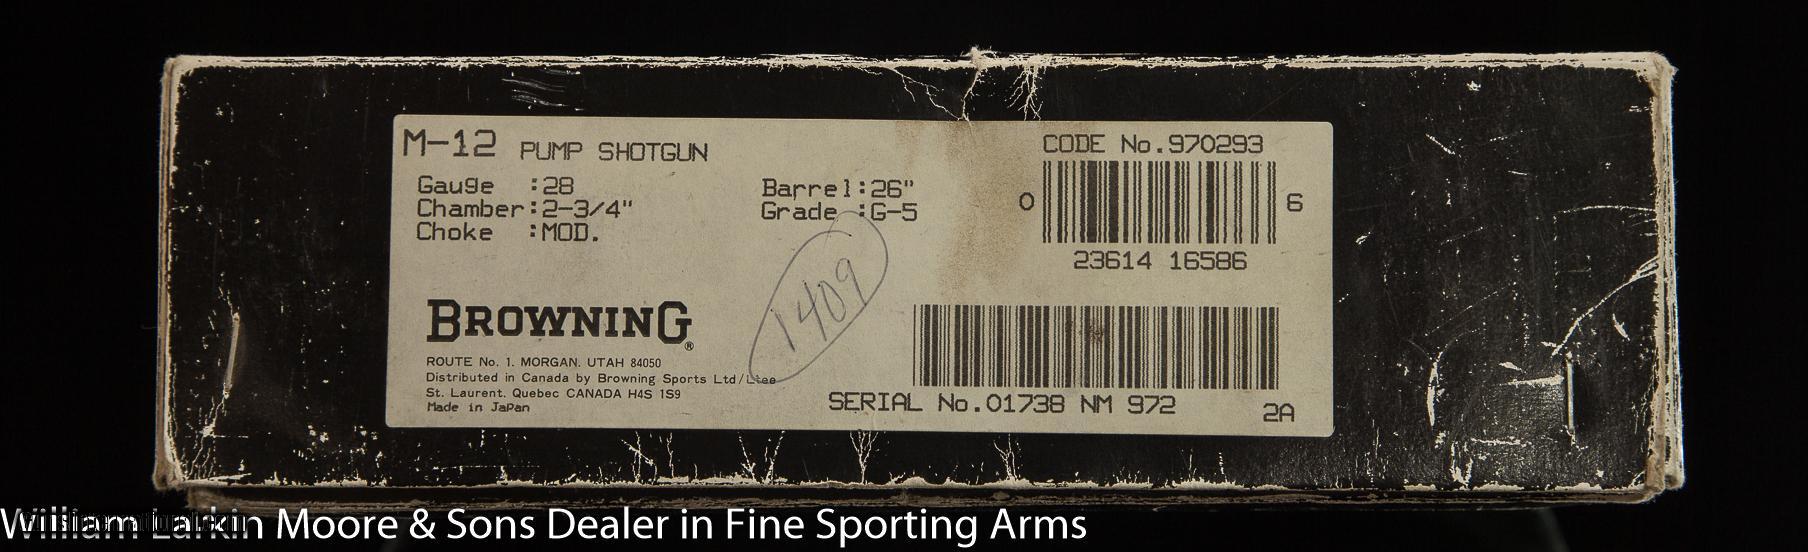 M-12 PUMP SHOTGUN
Gauge :28
Chamber:2-3/4"
Choke :MOD.
Barrel:26"
Grade :G-5
CODE No.970293
0 6
23614 16586
1409
BROWNING®
ROUTE No. 1. MORGAN. UTAH 84050
Distributed in Canada by Browning Sports Ltd/Ltee
St. Laurent. Quebec CANADA H4S 1S9
Made in Japan
SERIAL No.01738 NM 972
2A
William Larkin Moore & Sons Dealer in Fine Sporting Arms